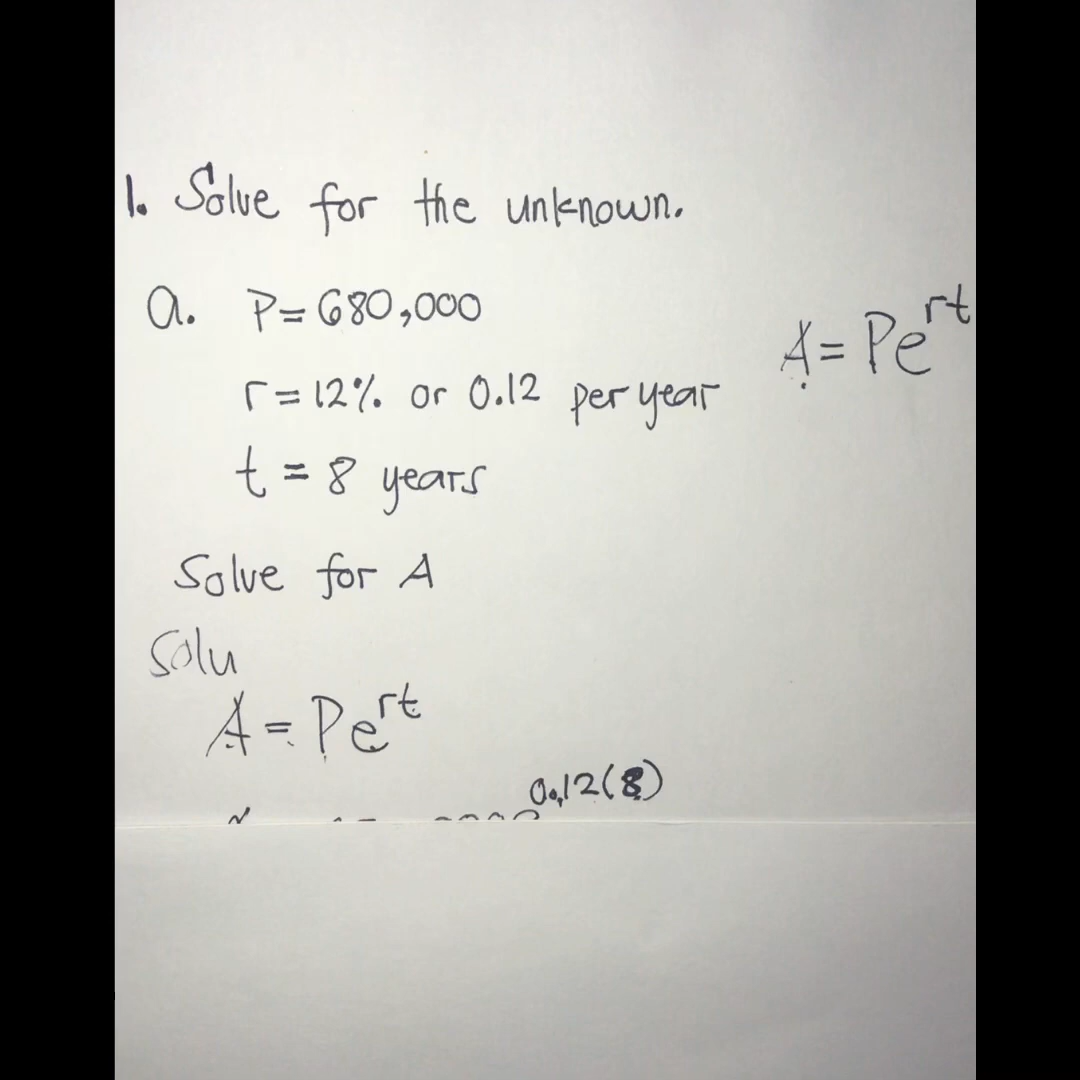 1. Solve for the unknown.
a. P = 680,000
A = Pe^rt
r = 12% or 0.12 per year
t = 8 years
Solve for A
Solu
A = Pe^rt
0.12(8)